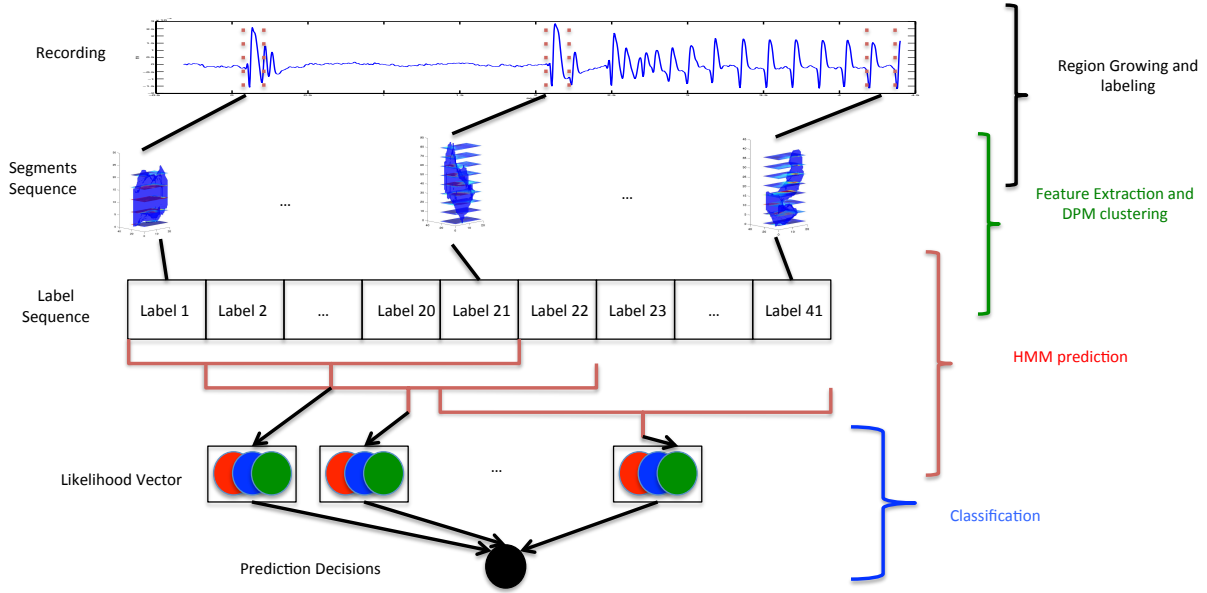 Recording
Region Growing and
labeling
Segments
Sequence
...
...
Feature Extraction and
DPM clustering
Label
Sequence
Label 1
Label 2
...
Label 20
Label 21
Label 22
Label 23
...
Label 41
HMM prediction
Likelihood Vector
...
Classification
Prediction Decisions